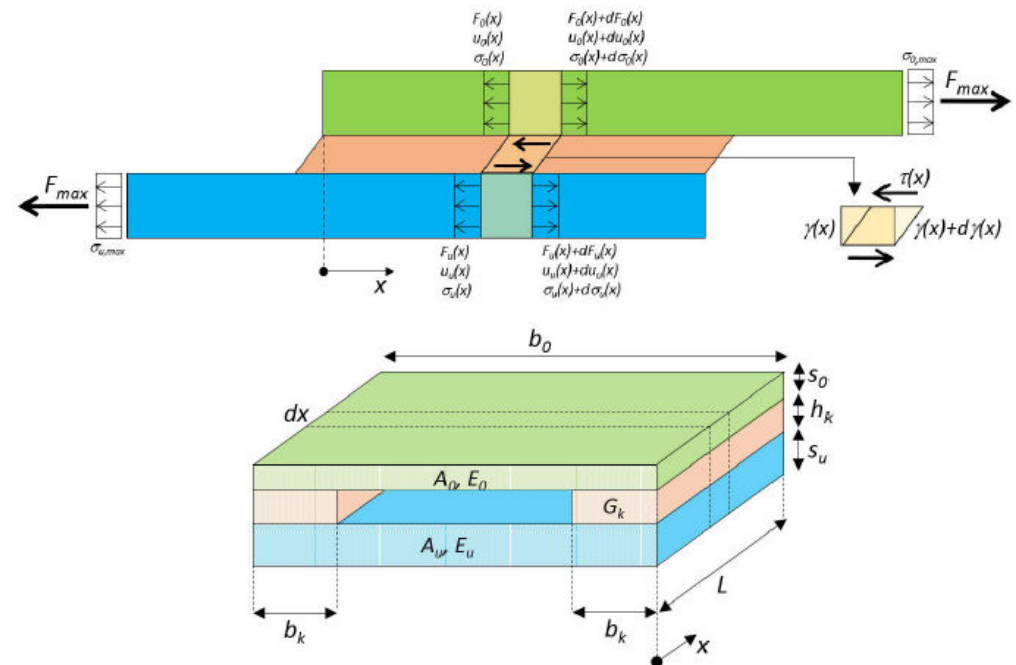 F₀(x)
u₀(x)
σ₀(x)
F₀(x)+dF₀(x)
u₀(x)+du₀(x)
σ₀(x)+dσ₀(x)
σ₀,max
Fmax
Fmax
σu,max
τ(x)
γ(x)
γ(x)+dγ(x)
x
Fu(x)
uu(x)
σu(x)
Fu(x)+dFu(x)
uu(x)+duu(x)
σu(x)+dσu(x)
b₀
s₀
dx
hk
su
A₀, E₀
Gk
Au, Eu
L
bk
bk
x